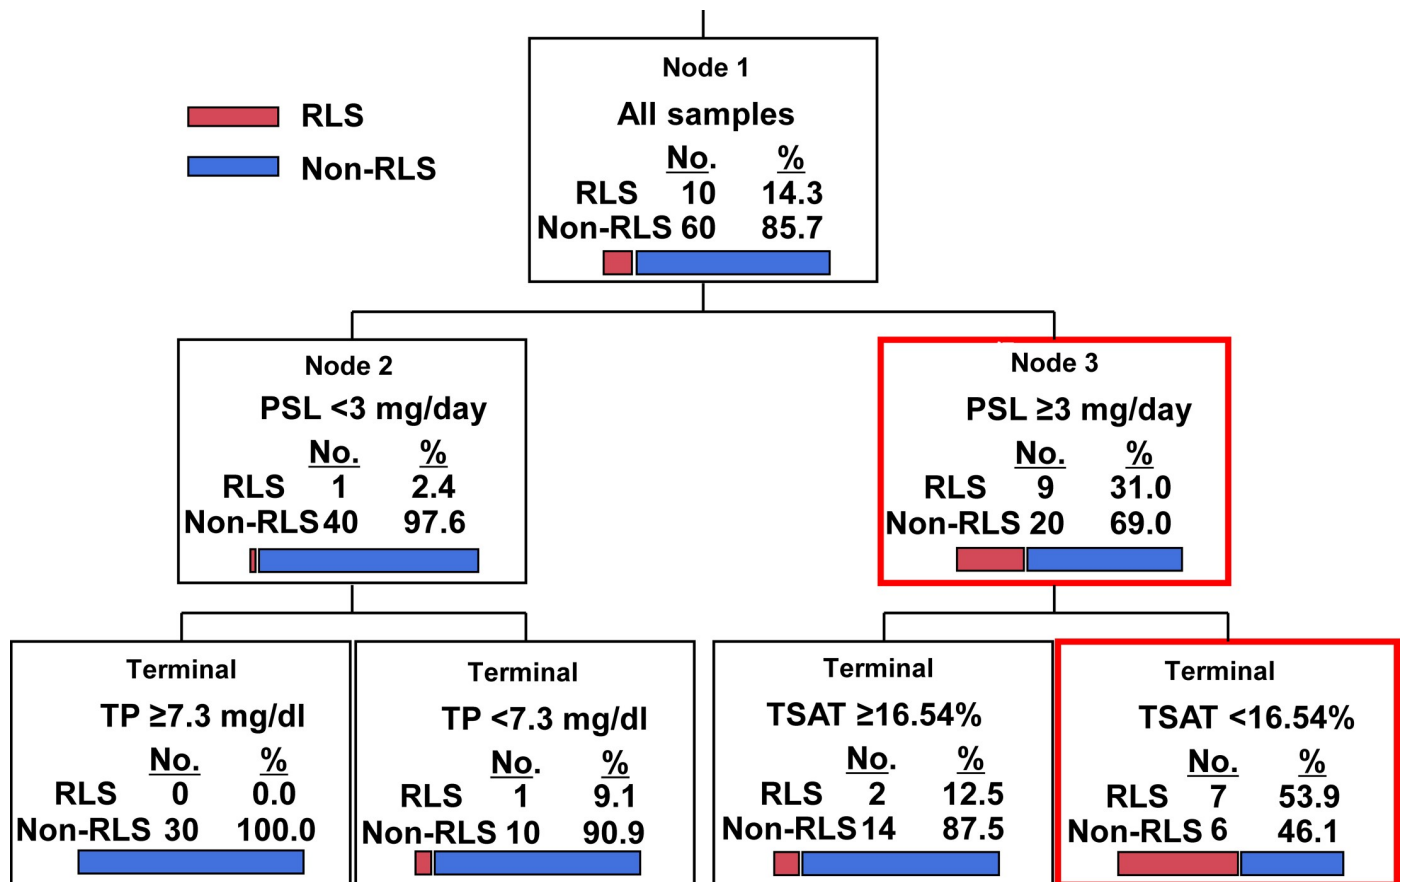 Node 1
All samples
No. %
RLS 10 14.3
Non-RLS 60 85.7
RLS
Non-RLS
Node 2
PSL <3 mg/day
No. %
RLS 1 2.4
Non-RLS 40 97.6
Node 3
PSL ≥3 mg/day
No. %
RLS 9 31.0
Non-RLS 20 69.0
Terminal
TP ≥7.3 mg/dl
No. %
RLS 0 0.0
Non-RLS 30 100.0
Terminal
TP <7.3 mg/dl
No. %
RLS 1 9.1
Non-RLS 10 90.9
Terminal
TSAT ≥16.54%
No. %
RLS 2 12.5
Non-RLS 14 87.5
Terminal
TSAT <16.54%
No. %
RLS 7 53.9
Non-RLS 6 46.1